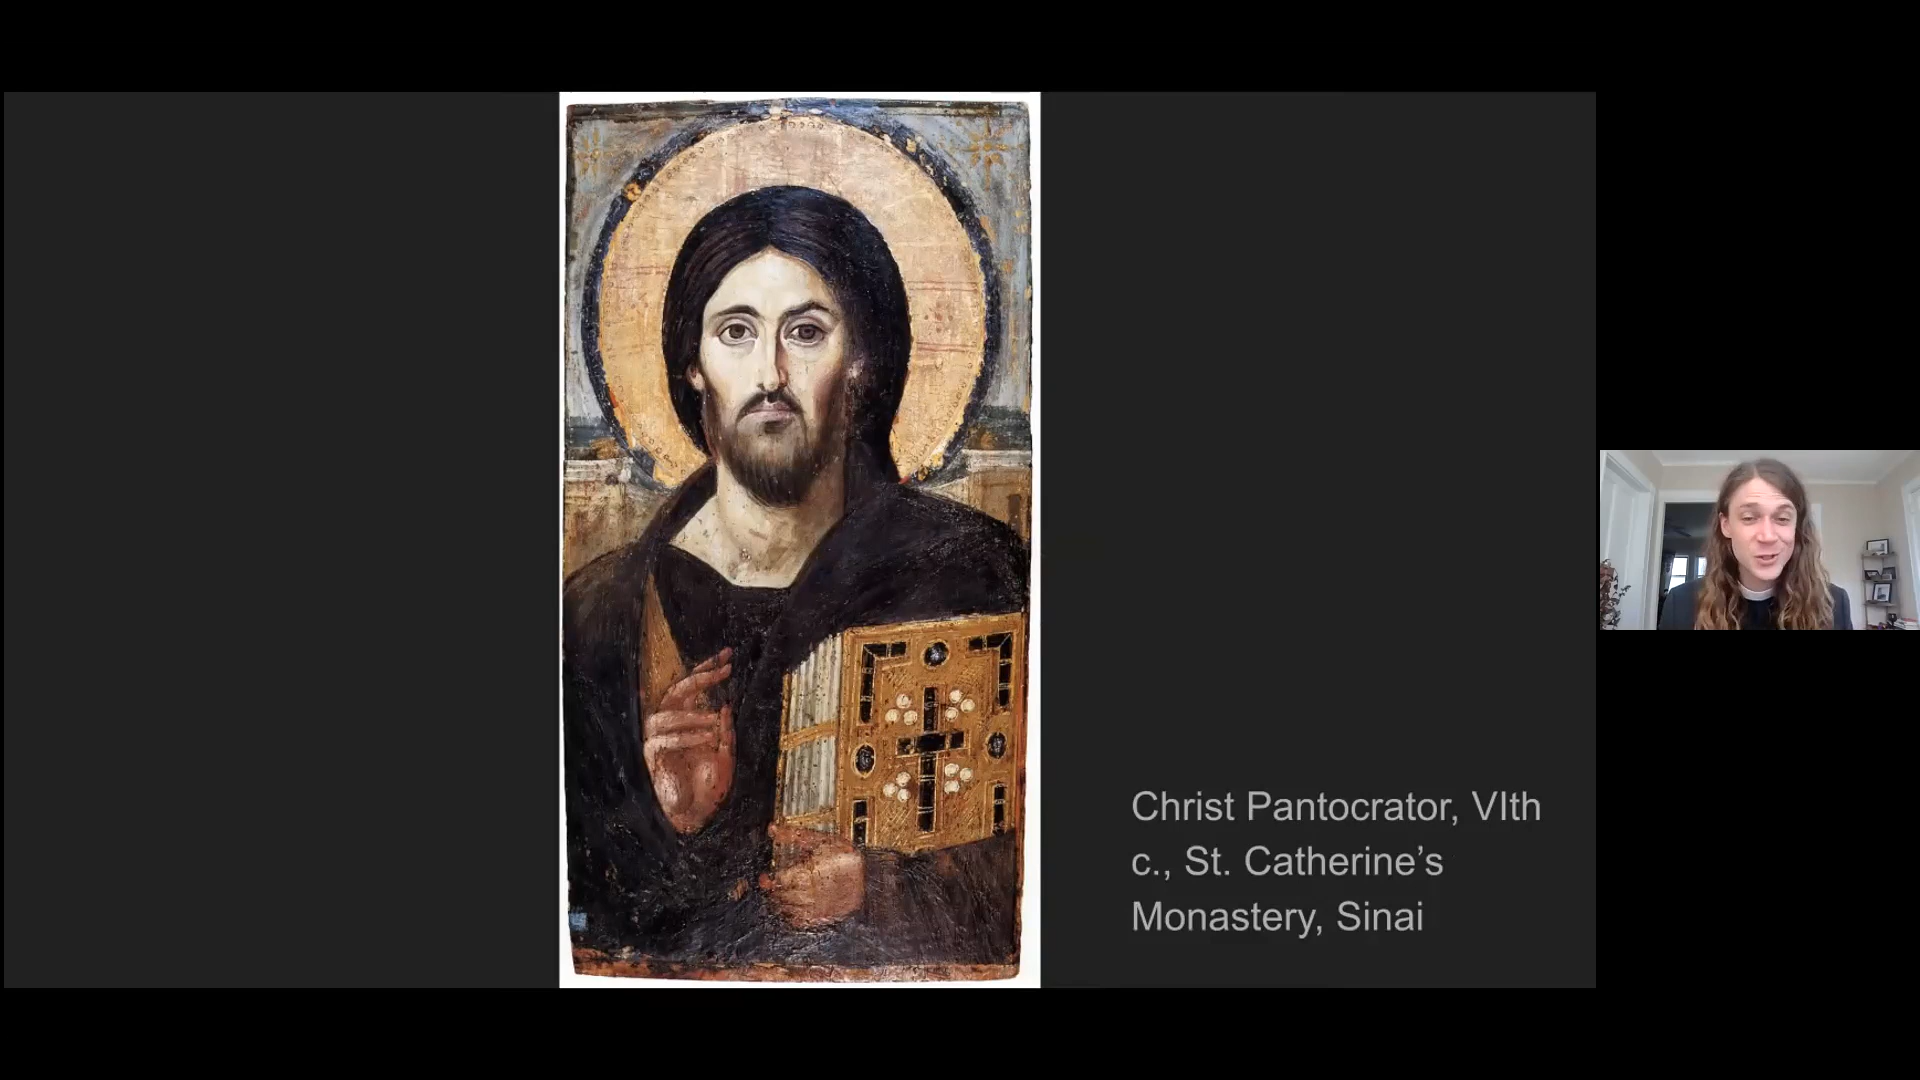 Christ Pantocrator, VIth
c., St. Catherine’s
Monastery, Sinai